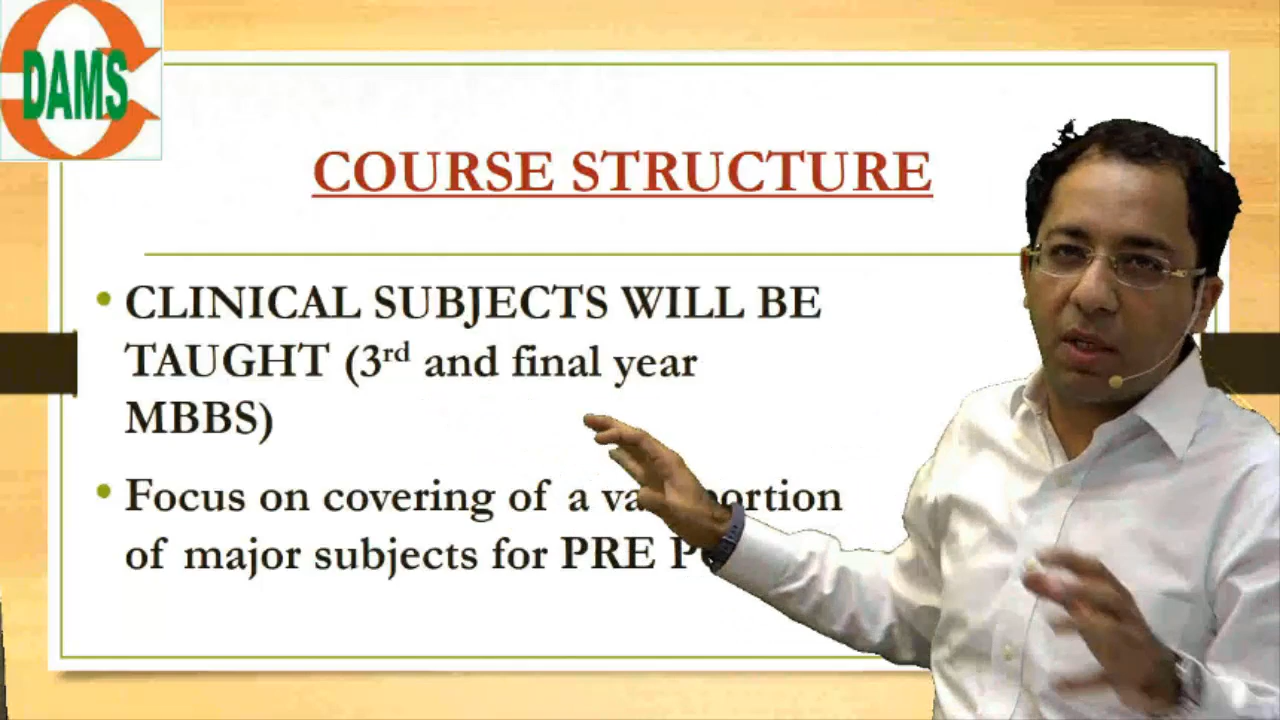 DAMS
COURSE STRUCTURE
• CLINICAL SUBJECTS WILL BE
TAUGHT (3rd and final year
MBBS)
• Focus on covering of a
of major subjects for PRE